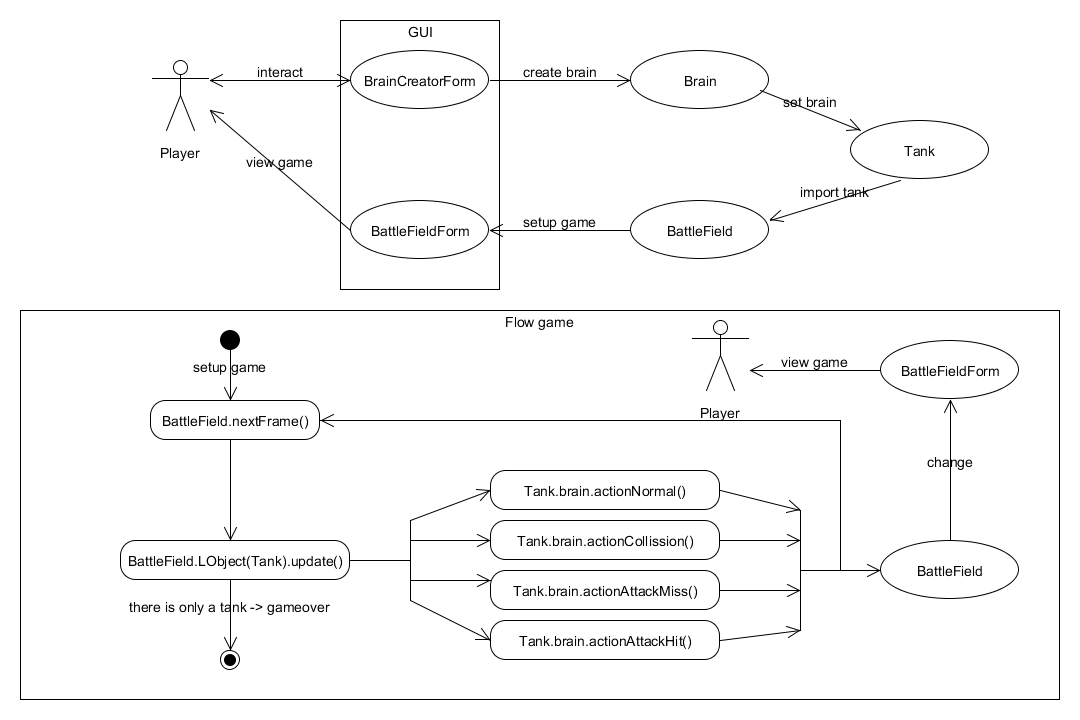 GUI
interact
BrainCreatorForm
create brain
Brain
set brain
Player
view game
Tank
import tank
BattleFieldForm
setup game
BattleField
Flow game
setup game
view game
BattleFieldForm
Player
BattleField.nextFrame()
change
Tank.brain.actionNormal()
Tank.brain.actionCollission()
BattleField.LObject(Tank).update()
BattleField
Tank.brain.actionAttackMiss()
there is only a tank -> gameover
Tank.brain.actionAttackHit()